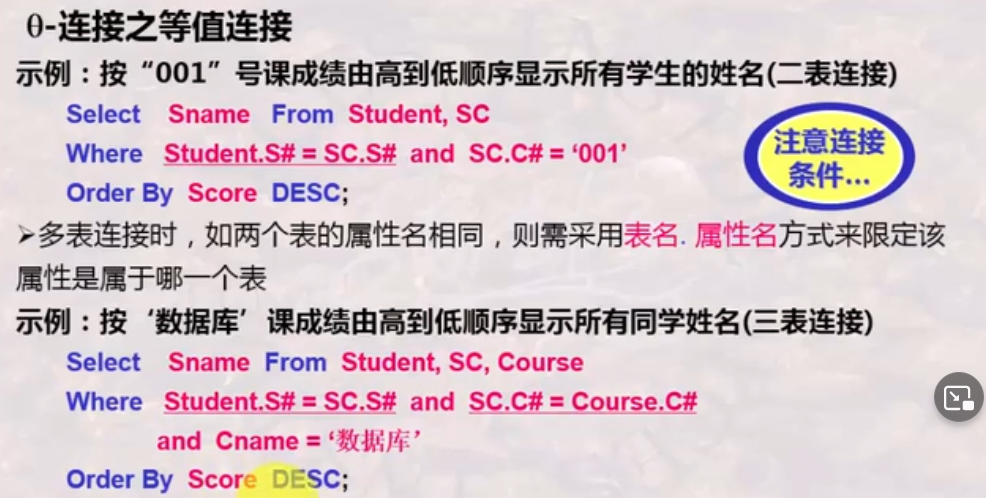 θ-连接之等值连接
示例：按“001”号课成绩由高到低顺序显示所有学生的姓名(二表连接)
Select Sname From Student, SC
Where Student.S# = SC.S# and SC.C# = ‘001’
Order By Score DESC;
注意连接
条件...
➢多表连接时，如两个表的属性名相同，则需采用表名. 属性名方式来限定该
属性是属于哪一个表
示例：按‘数据库’课成绩由高到低顺序显示所有同学姓名(三表连接)
Select Sname From Student, SC, Course
Where Student.S# = SC.S# and SC.C# = Course.C#
and Cname = ‘数据库’
Order By Score DESC;